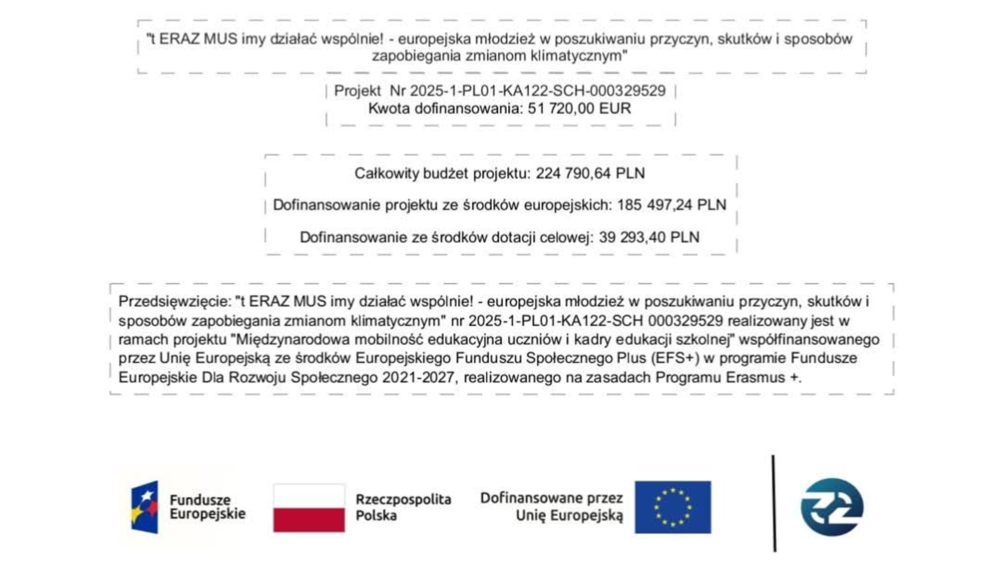 "t ERAZ MUS imy działać wspólnie! - europejska młodzież w poszukiwaniu przyczyn, skutków i sposobów
zapobiegania zmianom klimatycznym"
Projekt Nr 2025-1-PL01-KA122-SCH-000329529
Kwota dofinansowania: 51 720,00 EUR
Całkowity budżet projektu: 224 790,64 PLN
Dofinansowanie projektu ze środków europejskich: 185 497,24 PLN
Dofinansowanie ze środków dotacji celowej: 39 293,40 PLN
Przedsięwzięcie: "t ERAZ MUS imy działać wspólnie! - europejska młodzież w poszukiwaniu przyczyn, skutków i
sposobów zapobiegania zmianom klimatycznym" nr 2025-1-PL01-KA122-SCH 000329529 realizowany jest w
ramach projektu "Międzynarodowa mobilność edukacyjna uczniów i kadry edukacji szkolnej" współfinansowanego
przez Unię Europejską ze środków Europejskiego Funduszu Społecznego Plus (EFS+) w programie Fundusze
Europejskie Dla Rozwoju Społecznego 2021-2027, realizowanego na zasadach Programu Erasmus +.
Fundusze
Europejskie
Rzeczpospolita
Polska
Dofinansowane przez
Unię Europejską